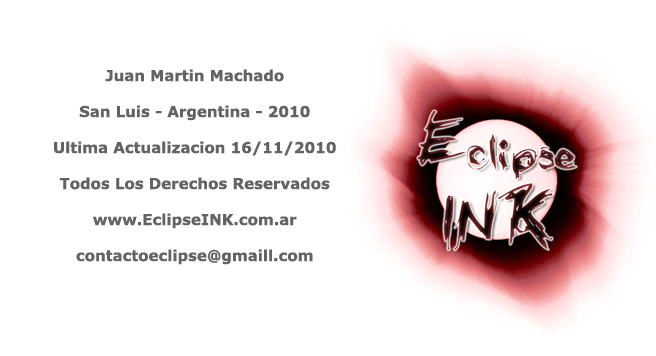 Juan Martin Machado
San Luis - Argentina - 2010
Ultima Actualizacion 16/11/2010
Todos Los Derechos Reservados
www.EclipseINK.com.ar
contactoeclipse@gmaill.com
Eclipse
INK